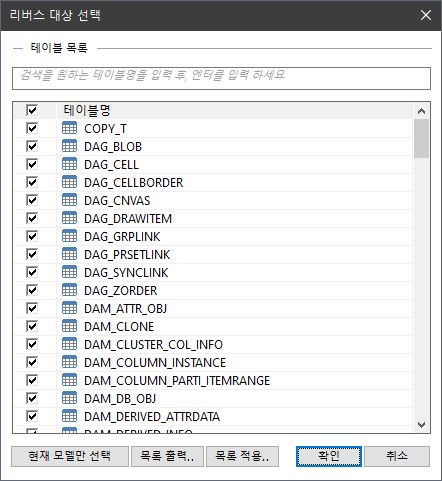 리버스 대상 선택
테이블 목록
검색을 원하는 테이블명을 입력 후, 엔터를 입력 하세요
테이블명
COPY_T
DAG_BLOB
DAG_CELL
DAG_CELLBORDER
DAG_CNVAS
DAG_DRAWITEM
DAG_GRPLINK
DAG_PRSETLINK
DAG_SYNCLINK
DAG_ZORDER
DAM_ATTR_OBJ
DAM_CLONE
DAM_CLUSTER_COL_INFO
DAM_COLUMN_INSTANCE
DAM_COLUMN_PARTI_ITEMRANGE
DAM_DB_OBJ
DAM_DERIVED_ATTRDATA
DAM_DERIVED_INFO
현재 모델만 선택 목록 출력.. 목록 적용.. 확인 취소